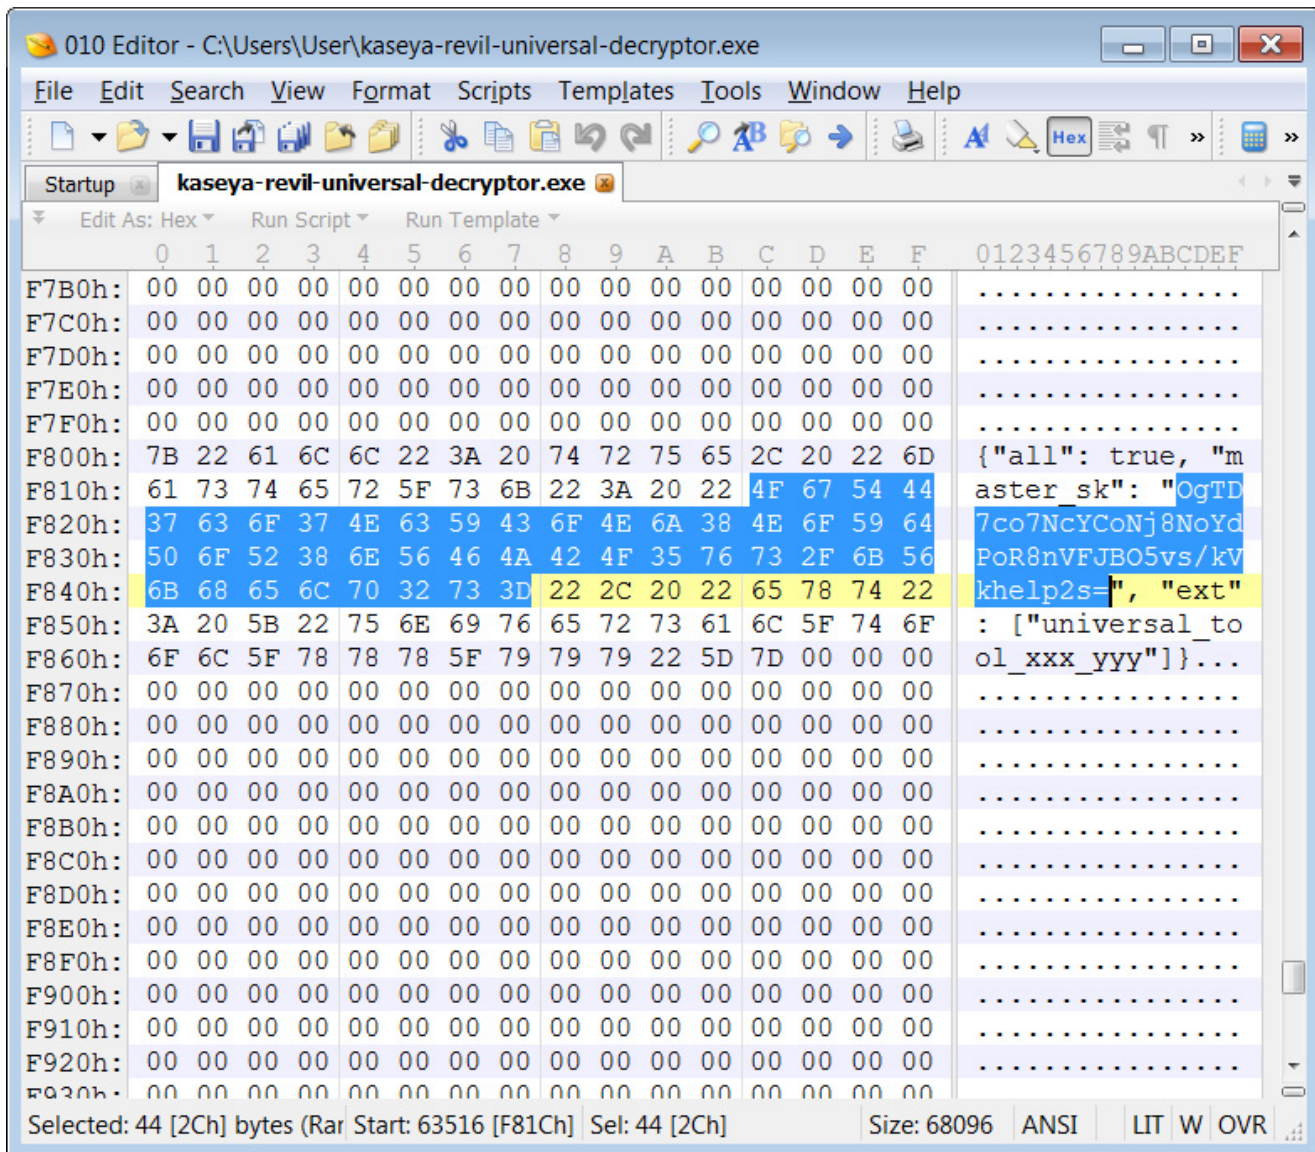 010 Editor - C:\Users\User\kaseya-revil-universal-decryptor.exe
File Edit Search View Format Scripts Templates Tools Window Help
Hex » »
Startup kaseya-revil-universal-decryptor.exe
Edit As: Hex Run Script Run Template
0 1 2 3 4 5 6 7 8 9 A B C D E F 0123456789ABCDEF
F7B0h: 00 00 00 00 00 00 00 00 00 00 00 00 00 00 00 00 ................
F7C0h: 00 00 00 00 00 00 00 00 00 00 00 00 00 00 00 00 ................
F7D0h: 00 00 00 00 00 00 00 00 00 00 00 00 00 00 00 00 ................
F7E0h: 00 00 00 00 00 00 00 00 00 00 00 00 00 00 00 00 ................
F7F0h: 00 00 00 00 00 00 00 00 00 00 00 00 00 00 00 00 ................
F800h: 7B 22 61 6C 6C 22 3A 20 74 72 75 65 2C 20 22 6D {"all": true, "m
F810h: 61 73 74 65 72 5F 73 6B 22 3A 20 22 4F 67 54 44 aster_sk": "OgTD
F820h: 37 63 6F 37 4E 63 59 43 6F 4E 6A 38 4E 6F 59 64 7co7NcYCoNj8NoYd
F830h: 50 6F 52 38 6E 56 46 4A 42 4F 35 76 73 2F 6B 56 PoR8nVFJBO5vs/kV
F840h: 6B 68 65 6C 70 32 73 3D 22 2C 20 22 65 78 74 22 khelp2s=", "ext"
F850h: 3A 20 5B 22 75 6E 69 76 65 72 73 61 6C 5F 74 6F : ["universal_to
F860h: 6F 6C 5F 78 78 78 5F 79 79 79 22 5D 7D 00 00 00 ol_xxx_yyy"]}...
F870h: 00 00 00 00 00 00 00 00 00 00 00 00 00 00 00 00 ................
F880h: 00 00 00 00 00 00 00 00 00 00 00 00 00 00 00 00 ................
F890h: 00 00 00 00 00 00 00 00 00 00 00 00 00 00 00 00 ................
F8A0h: 00 00 00 00 00 00 00 00 00 00 00 00 00 00 00 00 ................
F8B0h: 00 00 00 00 00 00 00 00 00 00 00 00 00 00 00 00 ................
F8C0h: 00 00 00 00 00 00 00 00 00 00 00 00 00 00 00 00 ................
F8D0h: 00 00 00 00 00 00 00 00 00 00 00 00 00 00 00 00 ................
F8E0h: 00 00 00 00 00 00 00 00 00 00 00 00 00 00 00 00 ................
F8F0h: 00 00 00 00 00 00 00 00 00 00 00 00 00 00 00 00 ................
F900h: 00 00 00 00 00 00 00 00 00 00 00 00 00 00 00 00 ................
F910h: 00 00 00 00 00 00 00 00 00 00 00 00 00 00 00 00 ................
F920h: 00 00 00 00 00 00 00 00 00 00 00 00 00 00 00 00 ................
F930h: 00 00 00 00 00 00 00 00 00 00 00 00 00 00 00 00
Selected: 44 [2Ch] bytes (Rar Start: 63516 [F81Ch] Sel: 44 [2Ch] Size: 68096 ANSI LIT W OVR